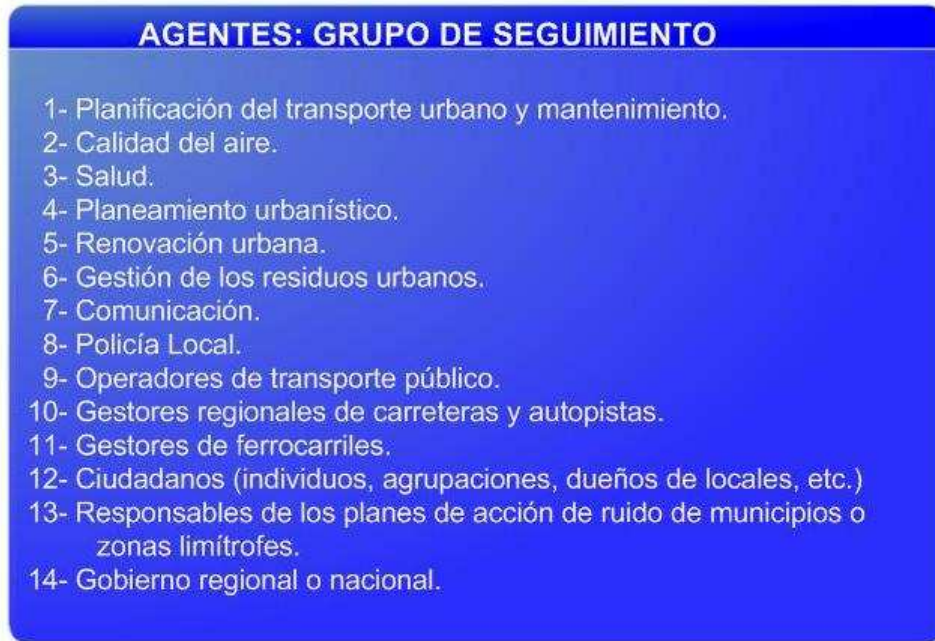 AGENTES: GRUPO DE SEGUIMIENTO
1- Planificación del transporte urbano y mantenimiento.
2- Calidad del aire.
3- Salud.
4- Planeamiento urbanístico.
5- Renovación urbana.
6- Gestión de los residuos urbanos.
7- Comunicación.
8- Policía Local.
9- Operadores de transporte público.
10- Gestores regionales de carreteras y autopistas.
11- Gestores de ferrocarriles.
12- Ciudadanos (individuos, agrupaciones, dueños de locales, etc.)
13- Responsables de los planes de acción de ruido de municipios o
zonas limítrofes.
14- Gobierno regional o nacional.